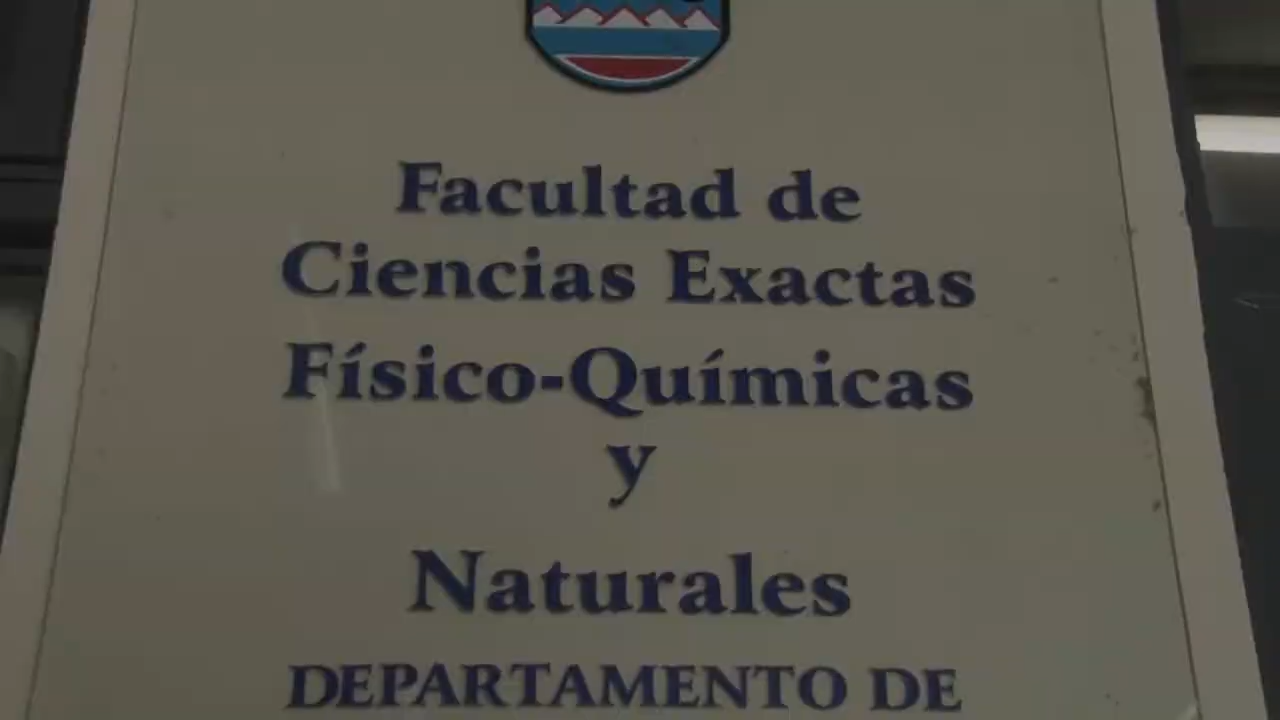 Facultad de
Ciencias Exactas
Físico-Químicas
y
Naturales
DEPARTAMENTO DE